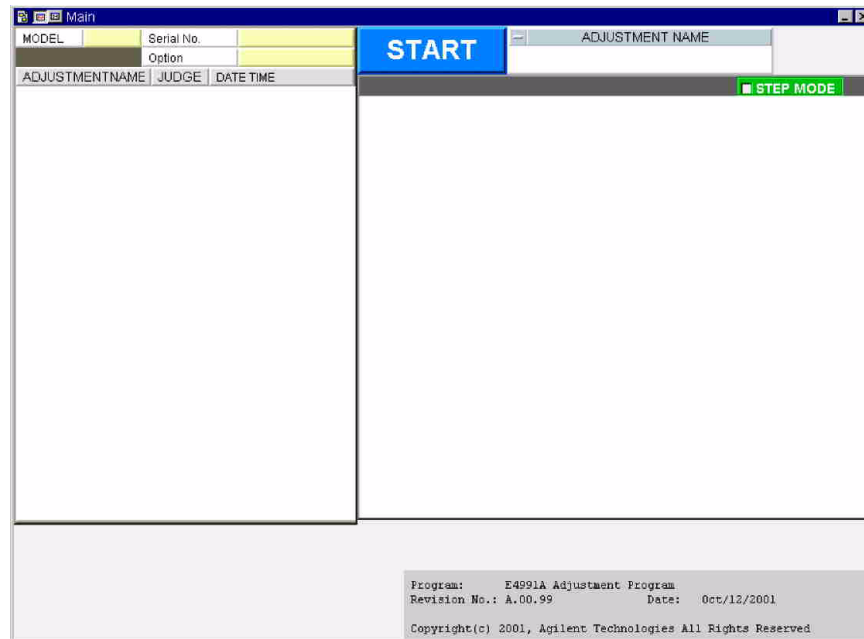 Main
MODEL Serial No.
Option
START
ADJUSTMENT NAME
ADJUSTMENTNAME JUDGE DATE TIME
STEP MODE
Program: E4991A Adjustment Program
Revision No.: A.00.99 Date: Oct/12/2001
Copyright(c) 2001, Agilent Technologies All Rights Reserved